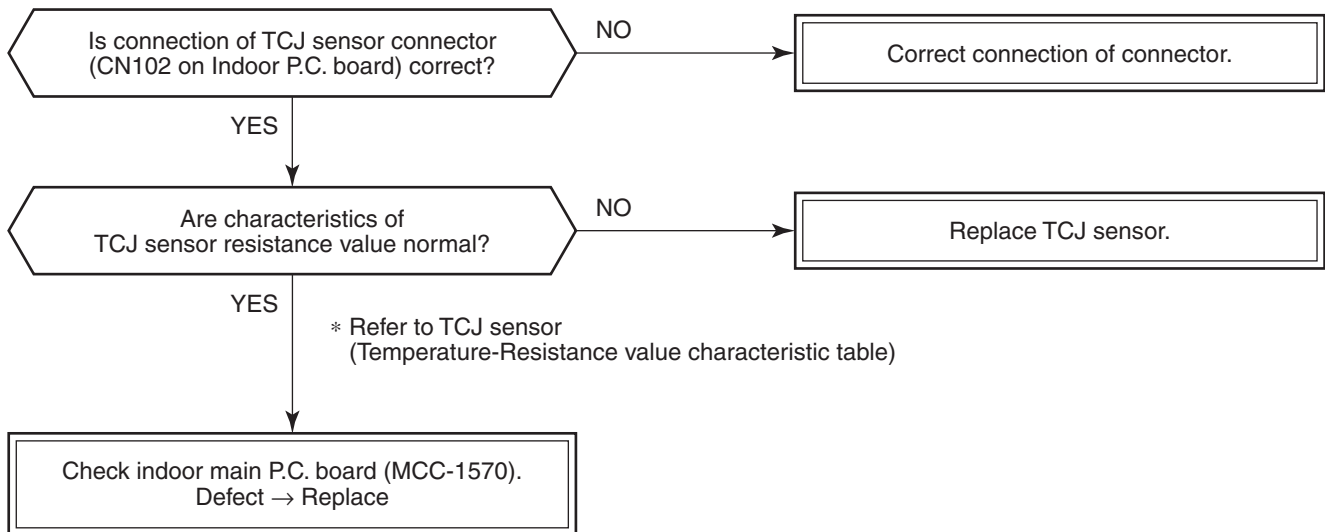 Is connection of TCJ sensor connector
(CN102 on Indoor P.C. board) correct?
NO
Correct connection of connector.
YES
Are characteristics of
TCJ sensor resistance value normal?
NO
Replace TCJ sensor.
YES
* Refer to TCJ sensor
(Temperature-Resistance value characteristic table)
Check indoor main P.C. board (MCC-1570).
Defect → Replace